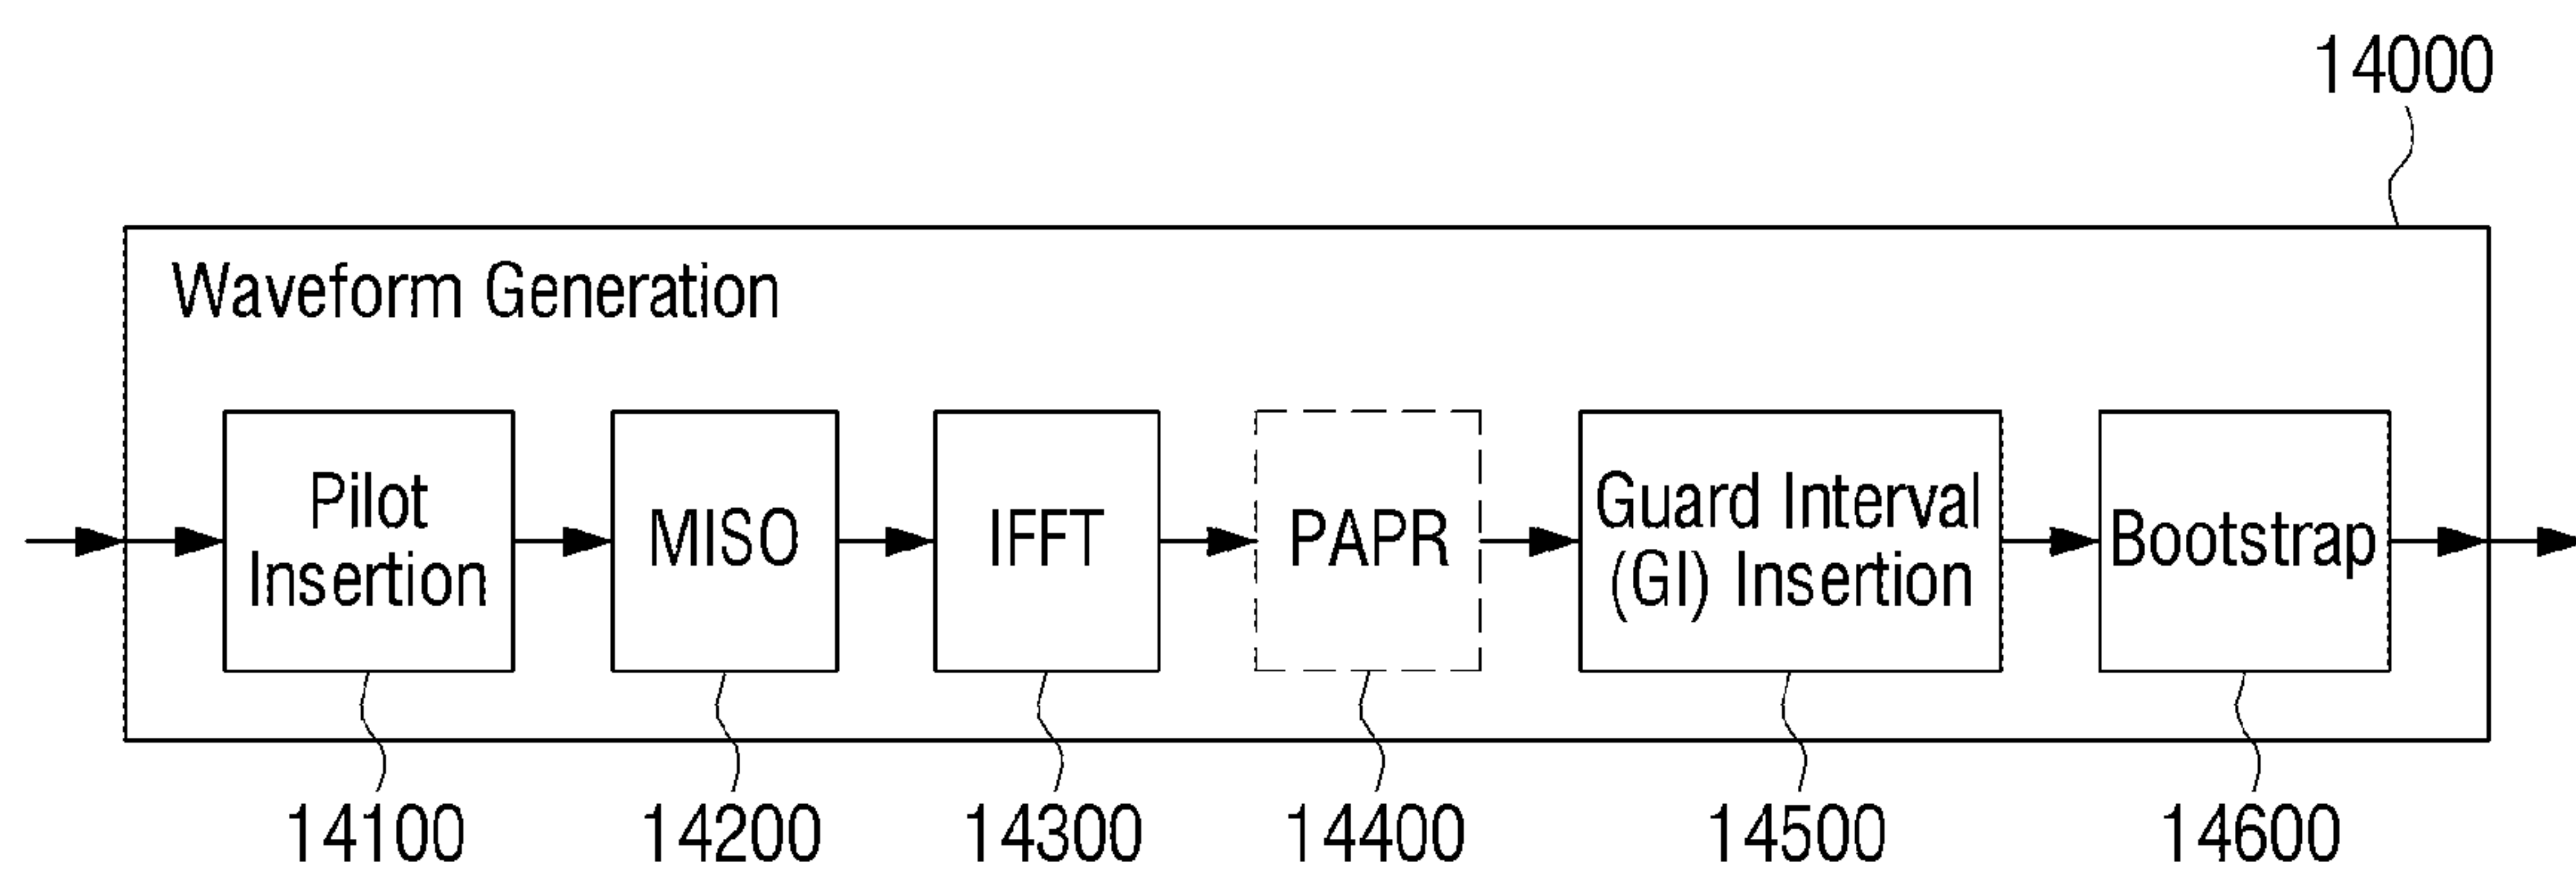 14000
Waveform Generation
Pilot
Insertion
MISO
IFFT
PAPR
Guard Interval
(GI) Insertion
Bootstrap
14100
14200
14300
14400
14500
14600